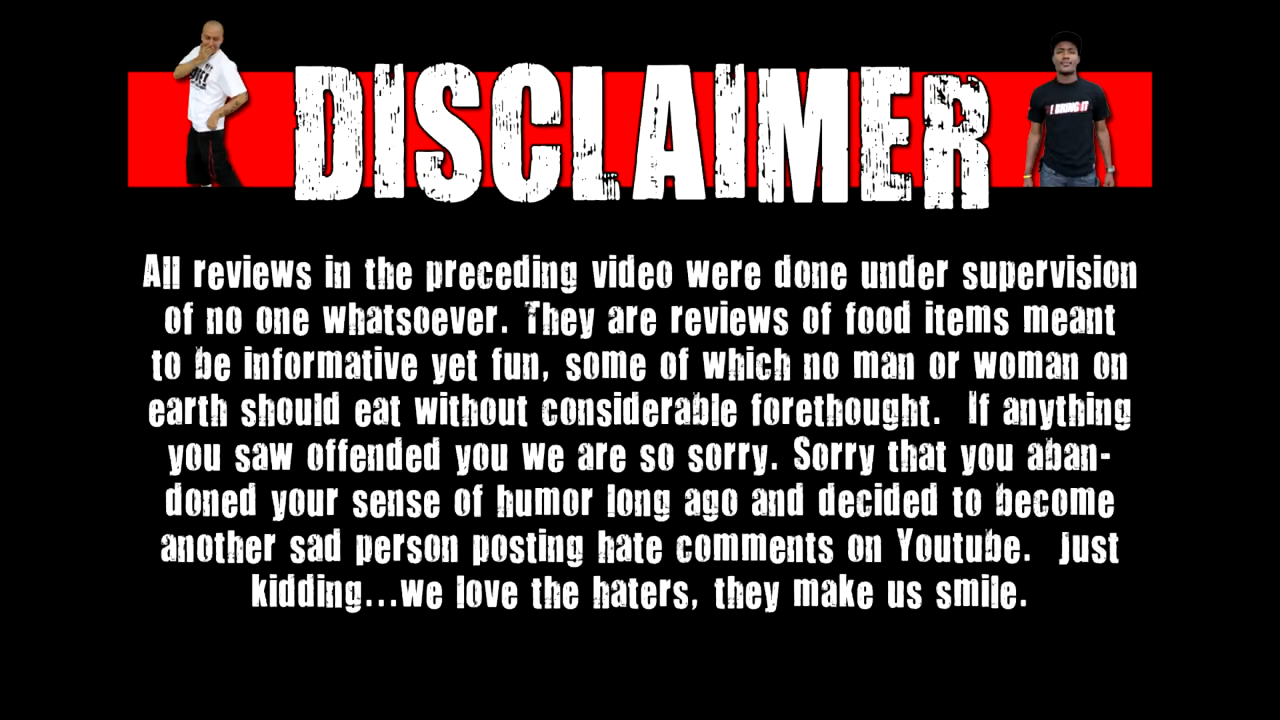 DISCLAIMER
I BRING IT
All reviews in the preceding video were done under supervision
of no one whatsoever. They are reviews of food items meant
to be informative yet fun, some of which no man or woman on
earth should eat without considerable forethought. If anything
you saw offended you we are so sorry. Sorry that you aban-
doned your sense of humor long ago and decided to become
another sad person posting hate comments on Youtube. Just
kidding...we love the haters, they make us smile.